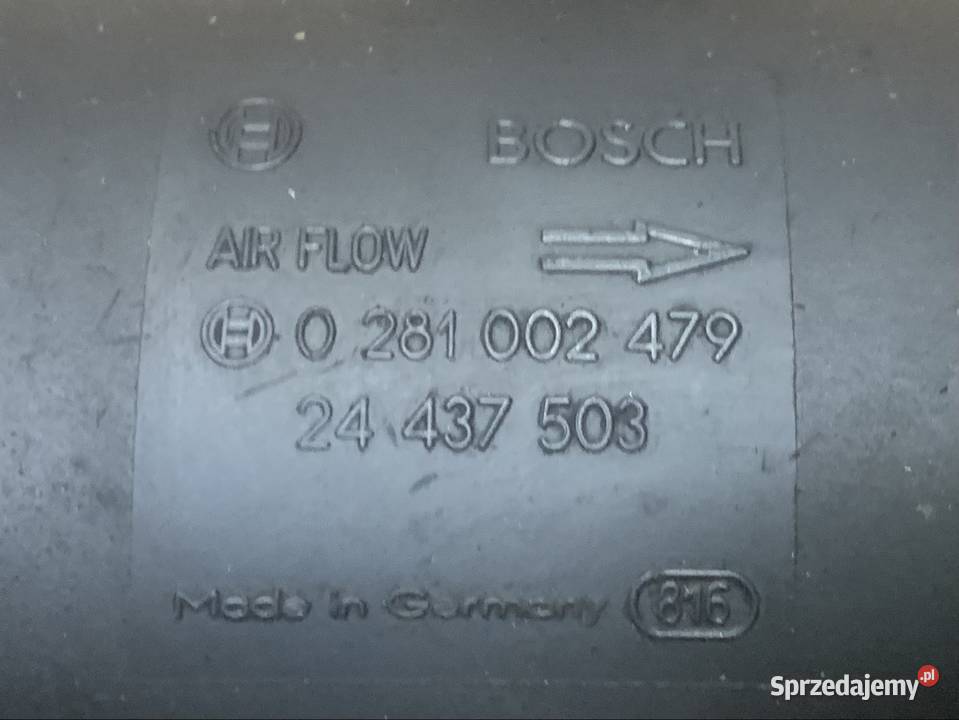 BOSCH
AIR FLOW
0 281 002 479
24 437 503
Made in Germany 816
Sprzedajemy.pl